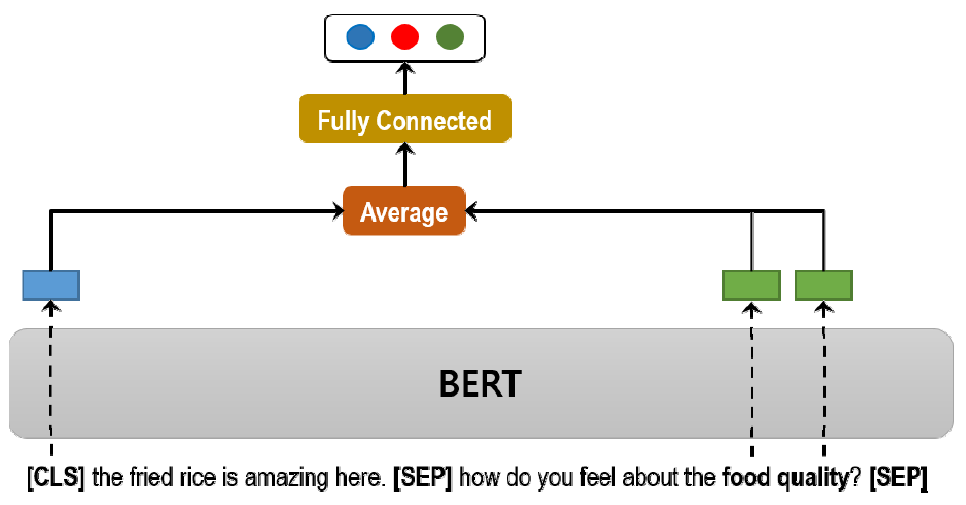 Fully Connected
Average
BERT
[CLS] the fried rice is amazing here. [SEP] how do you feel about the food quality? [SEP]